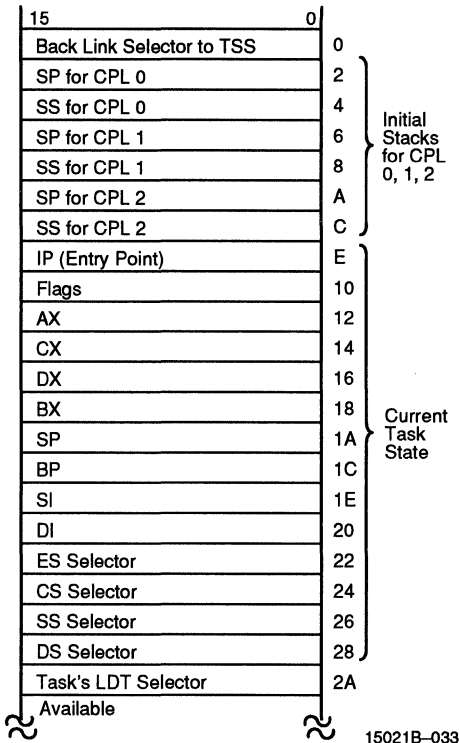 15 0
Back Link Selector to TSS 0
SP for CPL 0 2
SS for CPL 0 4
SP for CPL 1 6
SS for CPL 1 8
SP for CPL 2 A
SS for CPL 2 C
Initial
Stacks
for CPL
0, 1, 2
IP (Entry Point) E
Flags 10
AX 12
CX 14
DX 16
BX 18
SP 1A
BP 1C
SI 1E
DI 20
ES Selector 22
CS Selector 24
SS Selector 26
DS Selector 28
Current
Task
State
Task's LDT Selector 2A
Available
15021B–033